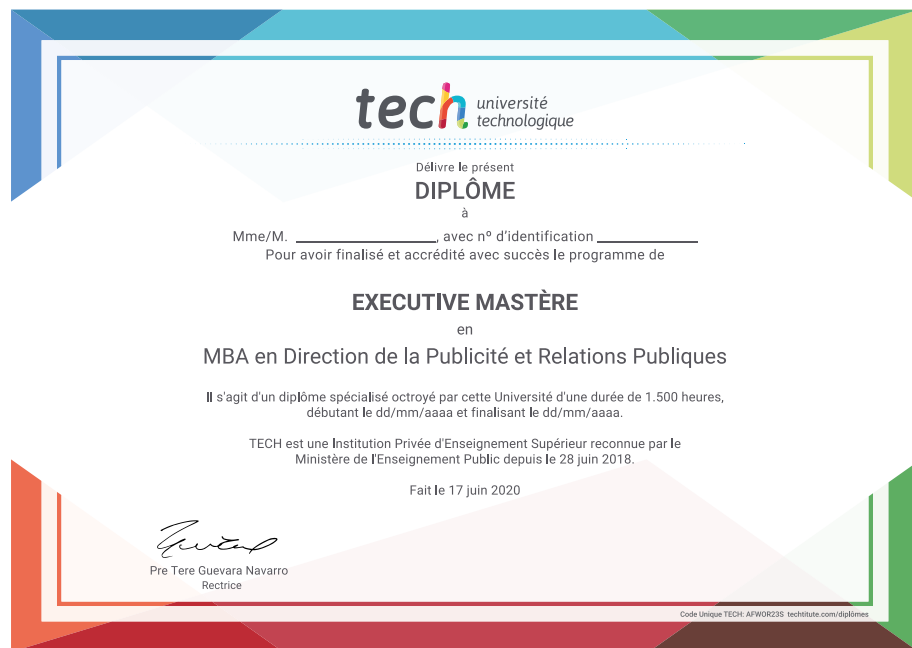 tech université
technologique
Délivre le présent
DIPLÔME
à
Mme/M. ____________________, avec nº d'identification ______________
Pour avoir finalisé et accrédité avec succès le programme de
EXECUTIVE MASTÈRE
en
MBA en Direction de la Publicité et Relations Publiques
Il s'agit d'un diplôme spécialisé octroyé par cette Université d'une durée de 1.500 heures,
débutant le dd/mm/aaaa et finalisant le dd/mm/aaaa.
TECH est une Institution Privée d'Enseignement Supérieur reconnue par le
Ministère de l'Enseignement Public depuis le 28 juin 2018.
Fait le 17 juin 2020
Pre Tere Guevara Navarro
Rectrice
Code Unique TECH: AFWOR23S techtitute.com/diplômes